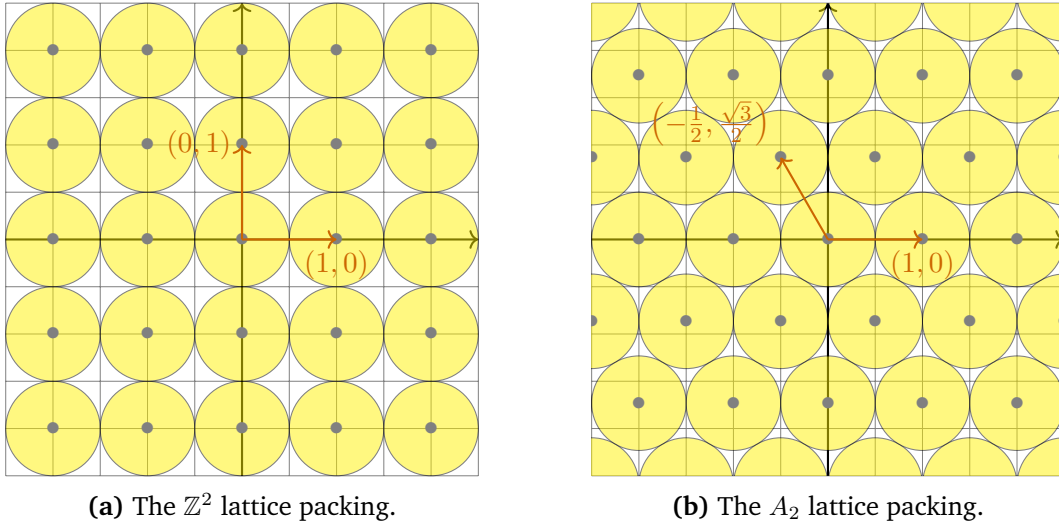 (0, 1)
(1, 0)
(a) The ℤ² lattice packing.
(−1/2, √3/2)
(1, 0)
(b) The A₂ lattice packing.